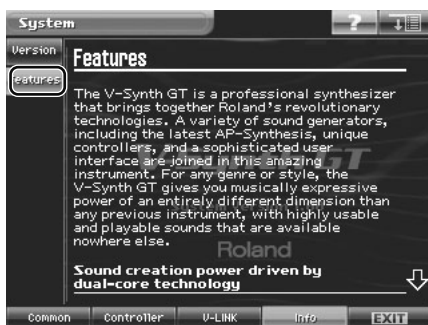 System
?
Version
Features
Features
The V-Synth GT is a professional synthesizer
that brings together Roland's revolutionary
technologies. A variety of sound generators,
including the latest AP-Synthesis, unique
controllers, and a sophisticated user
interface are joined in this amazing
instrument. For any genre or style, the
V-Synth GT gives you musically expressive
power of an entirely different dimension than
any previous instrument, with highly usable
and playable sounds that are available
nowhere else.
Roland
Sound creation power driven by
dual-core technology
Common Controller V-LINK Info EXIT